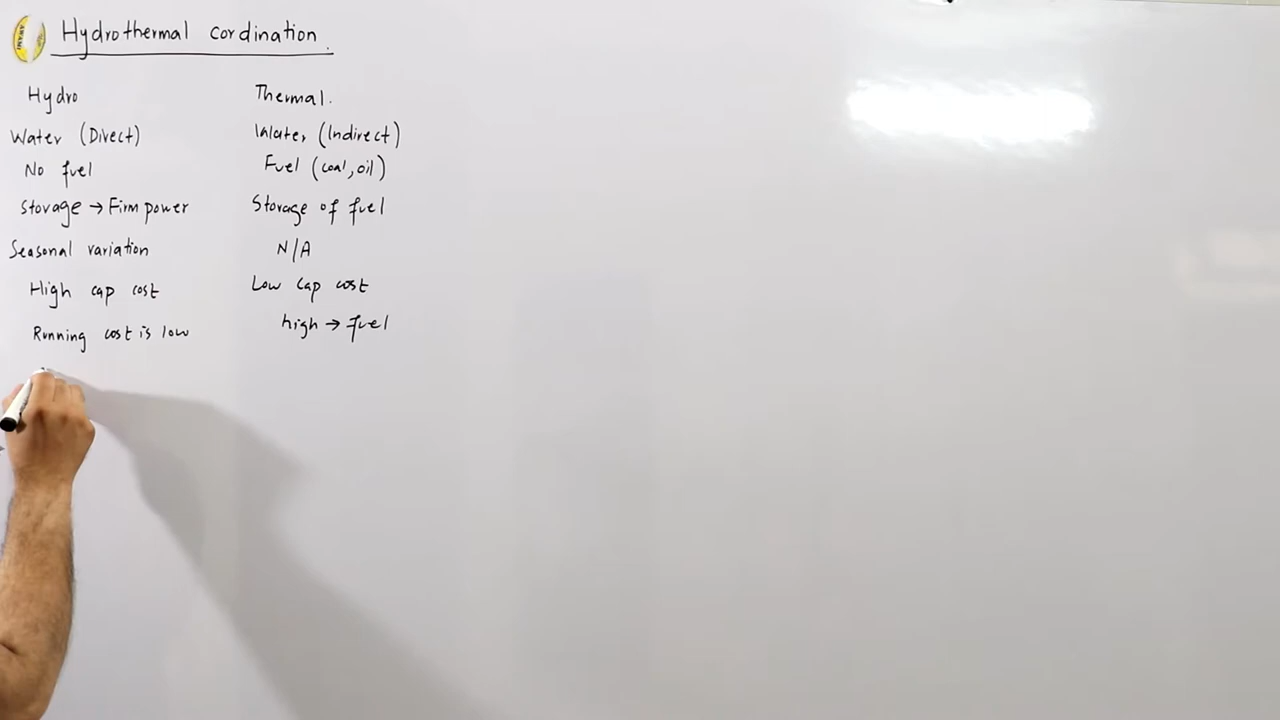 Hydrothermal cordination.
Hydro Thermal.
Water (Direct) Water (Indirect)
No fuel Fuel (coal, oil)
Storage → Firm power Storage of fuel
Seasonal variation N/A
High cap cost Low cap cost
Running cost is low high → fuel